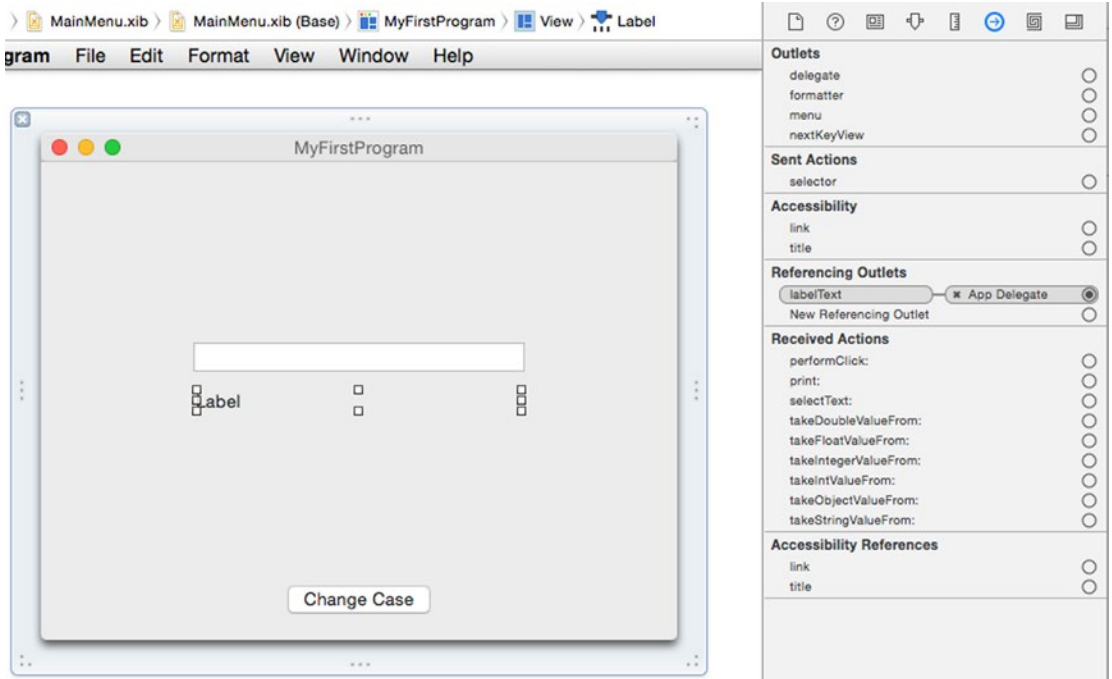 MainMenu.xib MainMenu.xib (Base) MyFirstProgram View Label
gram File Edit Format View Window Help
MyFirstProgram
Label
Change Case
Outlets
delegate
formatter
menu
nextKeyView
Sent Actions
selector
Accessibility
link
title
Referencing Outlets
labelText App Delegate
New Referencing Outlet
Received Actions
performClick:
print:
selectText:
takeDoubleValueFrom:
takeFloatValueFrom:
takeIntegerValueFrom:
takeIntValueFrom:
takeObjectValueFrom:
takeStringValueFrom:
Accessibility References
link
title